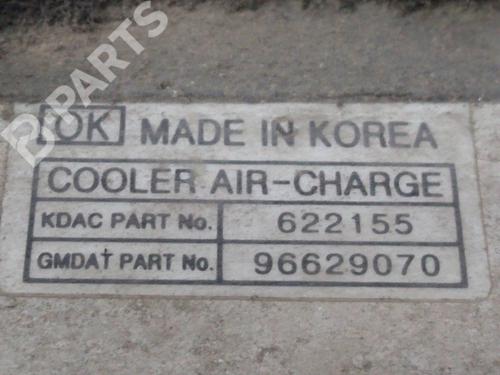 B-PARTS
OK MADE IN KOREA
COOLER AIR-CHARGE
KDAC PART No. 622155
GMDAT PART No. 96629070